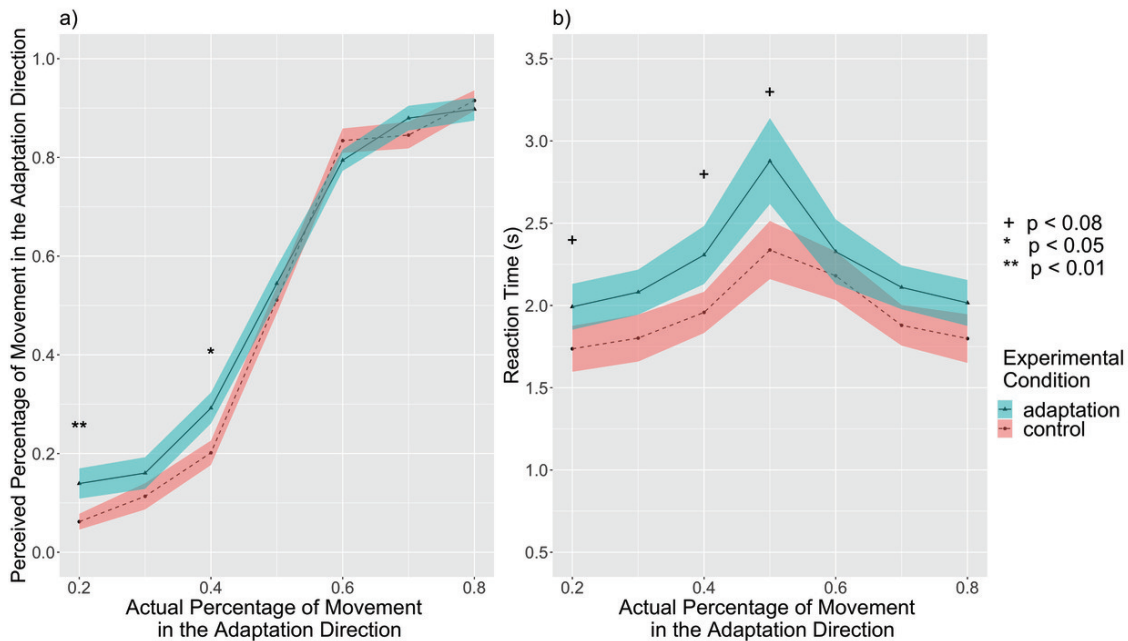 a)
Perceived Percentage of Movement in the Adaptation Direction
1.0
0.8
0.6
0.4
0.2
0.0
**
*
0.2
0.4
0.6
0.8
Actual Percentage of Movement
in the Adaptation Direction
b)
Reaction Time (s)
3.5
3.0
2.5
2.0
1.5
1.0
0.5
+
+
+
0.2
0.4
0.6
0.8
Actual Percentage of Movement
in the Adaptation Direction
+ p < 0.08
* p < 0.05
** p < 0.01
Experimental
Condition
adaptation
control